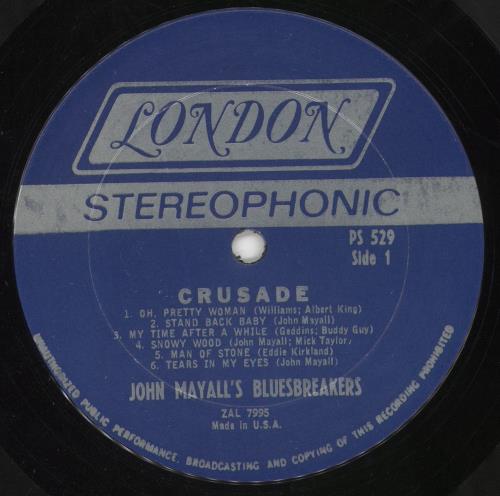 LONDON
STEREOPHONIC
PS 529
Side 1
CRUSADE
1. OH, PRETTY WOMAN (Williams; Albert King)
2. STAND BACK BABY (John Mayall)
3. MY TIME AFTER A WHILE (Geddins; Buddy Guy)
4. SNOWY WOOD (John Mayall; Mick Taylor)
5. MAN OF STONE (Eddie Kirkland)
6. TEARS IN MY EYES (John Mayall)
JOHN MAYALL'S BLUESBREAKERS
ZAL 7995
Made in U.S.A.
UNAUTHORIZED PUBLIC PERFORMANCE, BROADCASTING AND COPYING OF THIS RECORDING PROHIBITED